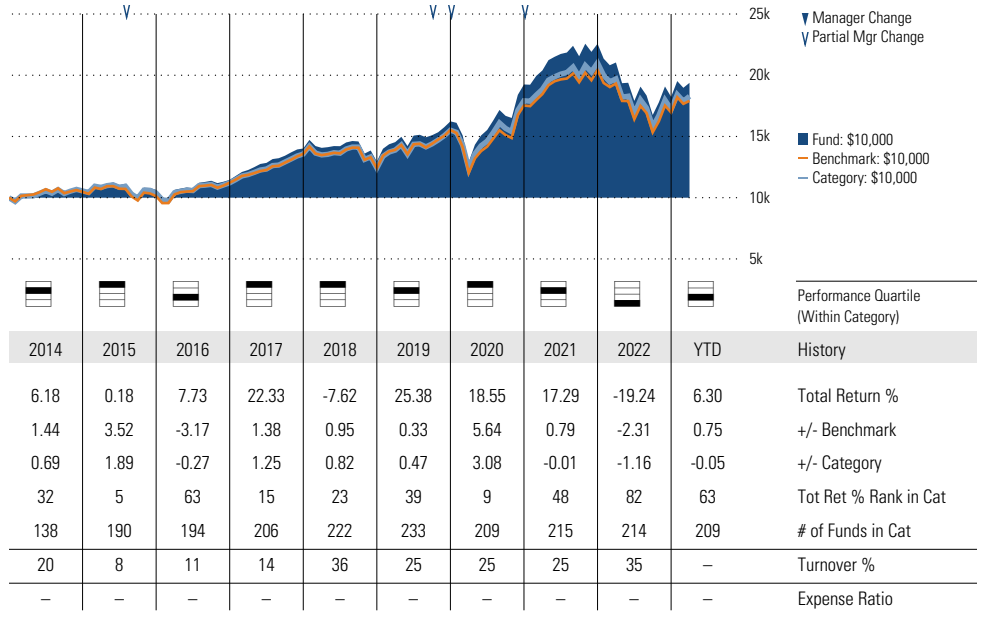 25k
Manager Change
Partial Mgr Change
20k
15k
Fund: $10,000
Benchmark: $10,000
Category: $10,000
10k
5k
Performance Quartile
(Within Category)
2014 2015 2016 2017 2018 2019 2020 2021 2022 YTD History
6.18 0.18 7.73 22.33 -7.62 25.38 18.55 17.29 -19.24 6.30 Total Return %
1.44 3.52 -3.17 1.38 0.95 0.33 5.64 0.79 -2.31 0.75 +/- Benchmark
0.69 1.89 -0.27 1.25 0.82 0.47 3.08 -0.01 -1.16 -0.05 +/- Category
32 5 63 15 23 39 9 48 82 63 Tot Ret % Rank in Cat
138 190 194 206 222 233 209 215 214 209 # of Funds in Cat
20 8 11 14 36 25 25 25 35 – Turnover %
– – – – – – – – – – Expense Ratio